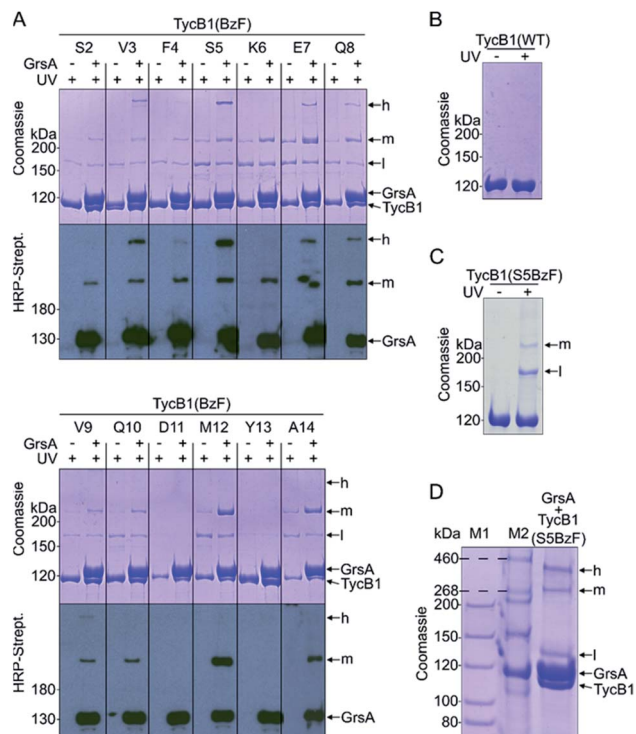 A
TycB1(BzF)
S2 V3 F4 S5 K6 E7 Q8
GrsA - + - + - + - + - + - + - +
UV + + + + + + + + + + + + + +
Coomassie
kDa
200
150
120
h
m
l
GrsA
TycB1
HRP-Strept.
180
130
h
m
GrsA
TycB1(BzF)
V9 Q10 D11 M12 Y13 A14
GrsA - + - + - + - + - + - +
UV + + + + + + + + + + + +
Coomassie
kDa
200
150
120
h
m
l
GrsA
TycB1
HRP-Strept.
180
130
h
m
GrsA
B
TycB1(WT)
UV - +
Coomassie
kDa
200
150
120
C
TycB1(S5BzF)
UV - +
Coomassie
kDa
200
150
120
m
l
D
GrsA
+
TycB1
(S5BzF)
kDa M1 M2
Coomassie
460
268
200
150
120
100
80
h
m
l
GrsA
TycB1